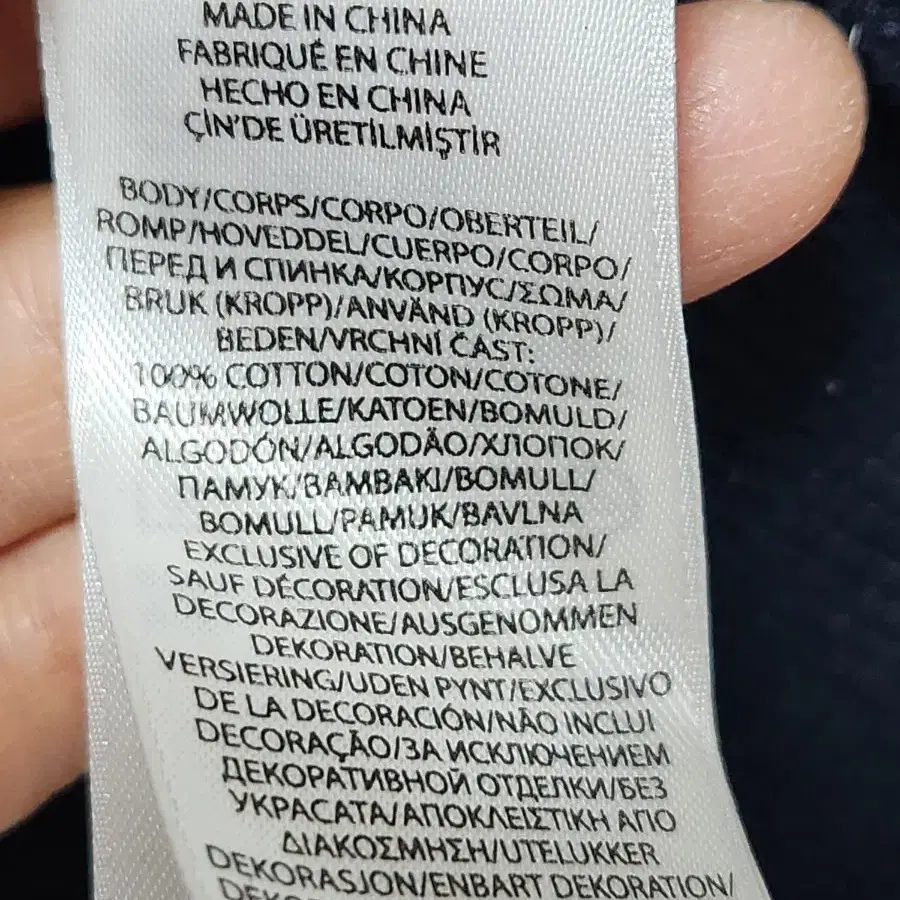 MADE IN CHINA
FABRIQUÉ EN CHINE
HECHO EN CHINA
ÇİN'DE ÜRETİLMİŞTİR
BODY/CORPS/CORPO/OBERTEIL/
ROMP/HOVEDDEL/CUERPO/CORPO/
ПЕРЕД И СПИНКА/КОРПУС/ΣΩΜΑ/
BRUK (KROPP)/ANVÄND (KROPP)/
BEDEN/VRCHNÍ ČAST:
100% COTTON/COTON/COTONE/
BAUMWOLLE/KATOEN/BOMULD/
ALGODÓN/ALGODÃO/ХЛОПОК/
ПАМУК/ΒΑΜΒΑΚΙ/BOMULL/
BOMULL/PAMUK/BAVLNA
EXCLUSIVE OF DECORATION/
SAUF DÉCORATION/ESCLUSA LA
DECORAZIONE/AUSGENOMMEN
DEKORATION/BEHALVE
VERSIERING/UDEN PYNT/EXCLUSIVO
DE LA DECORACIÓN/NÃO INCLUI
DECORAÇÃO/ЗА ИСКЛЮЧЕНИЕМ
ДЕКОРАТИВНОЙ ОТДЕЛКИ/БЕЗ
УКРАСАТА/ΑΠΟΚΛΕΙΣΤΙΚΗ ΑΠΟ
ΔΙΑΚΟΣΜΗΣΗ/UTELUKKER
DEKORASJON/ENBART DEKORATION/